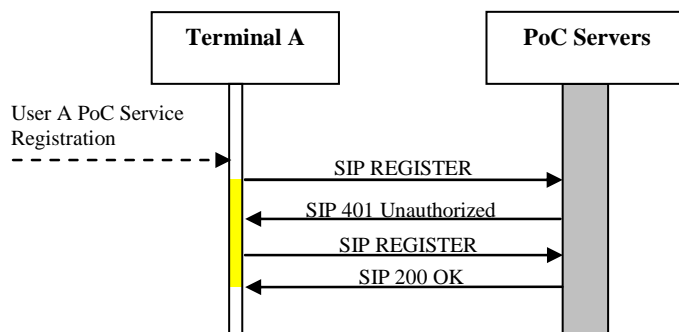 Terminal A
PoC Servers
User A PoC Service
Registration
SIP REGISTER
SIP 401 Unauthorized
SIP REGISTER
SIP 200 OK